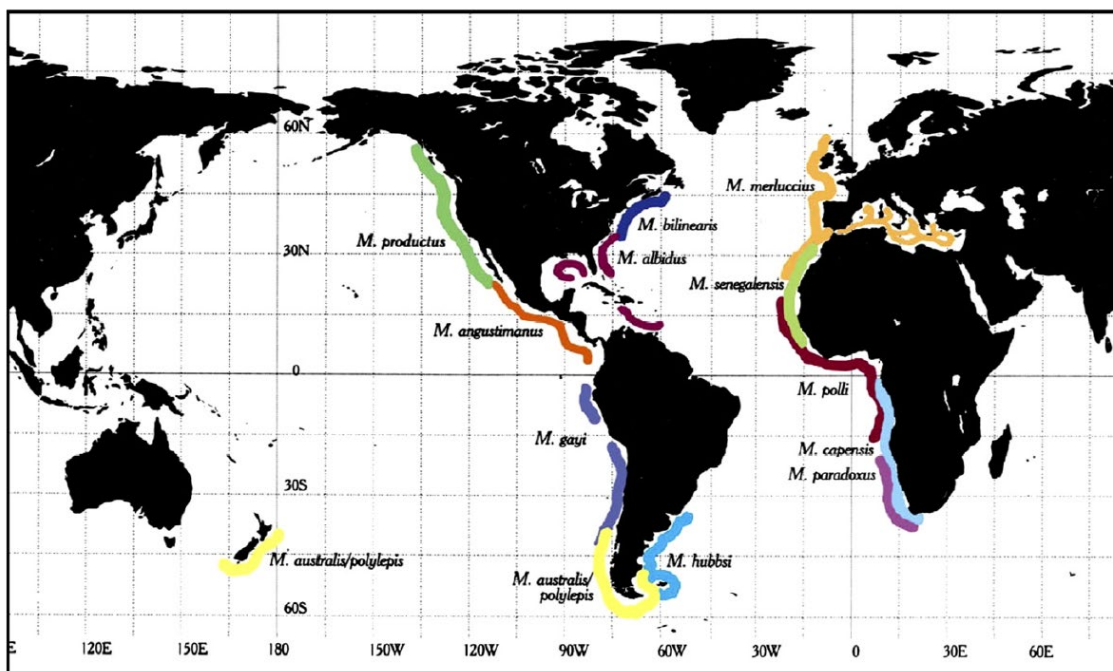 60N
M. merluccius
M. bilinearis
M. productus
30N
M. albidus
M. senegalensis
M. angustimanus
0
M. polli
M. gayi
M. capensis
M. paradoxus
30S
M. australis/polylepis
M. hubbsi
M. australis/
polylepis
60S
E 120E 150E 180 150W 120W 90W 60W 30W 0 30E 60E